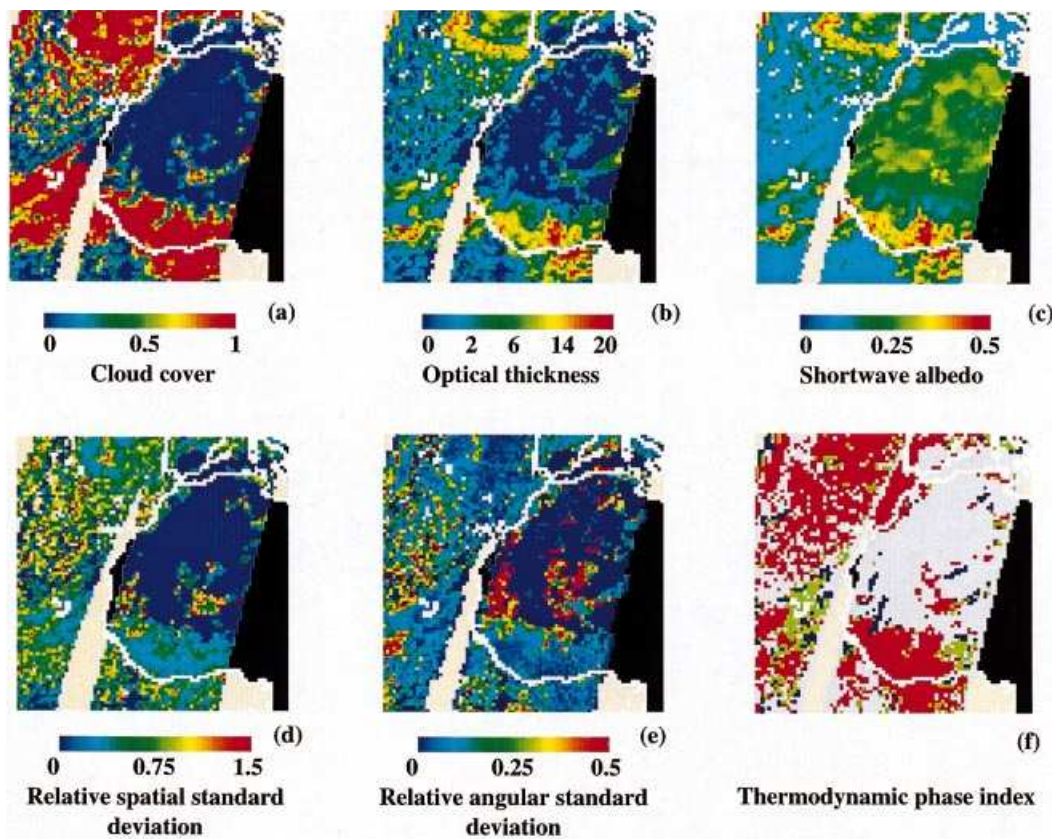 (a)
0 0.5 1
Cloud cover
(b)
0 2 6 14 20
Optical thickness
(c)
0 0.25 0.5
Shortwave albedo
(d)
0 0.75 1.5
Relative spatial standard
deviation
(e)
0 0.25 0.5
Relative angular standard
deviation
(f)
Thermodynamic phase index